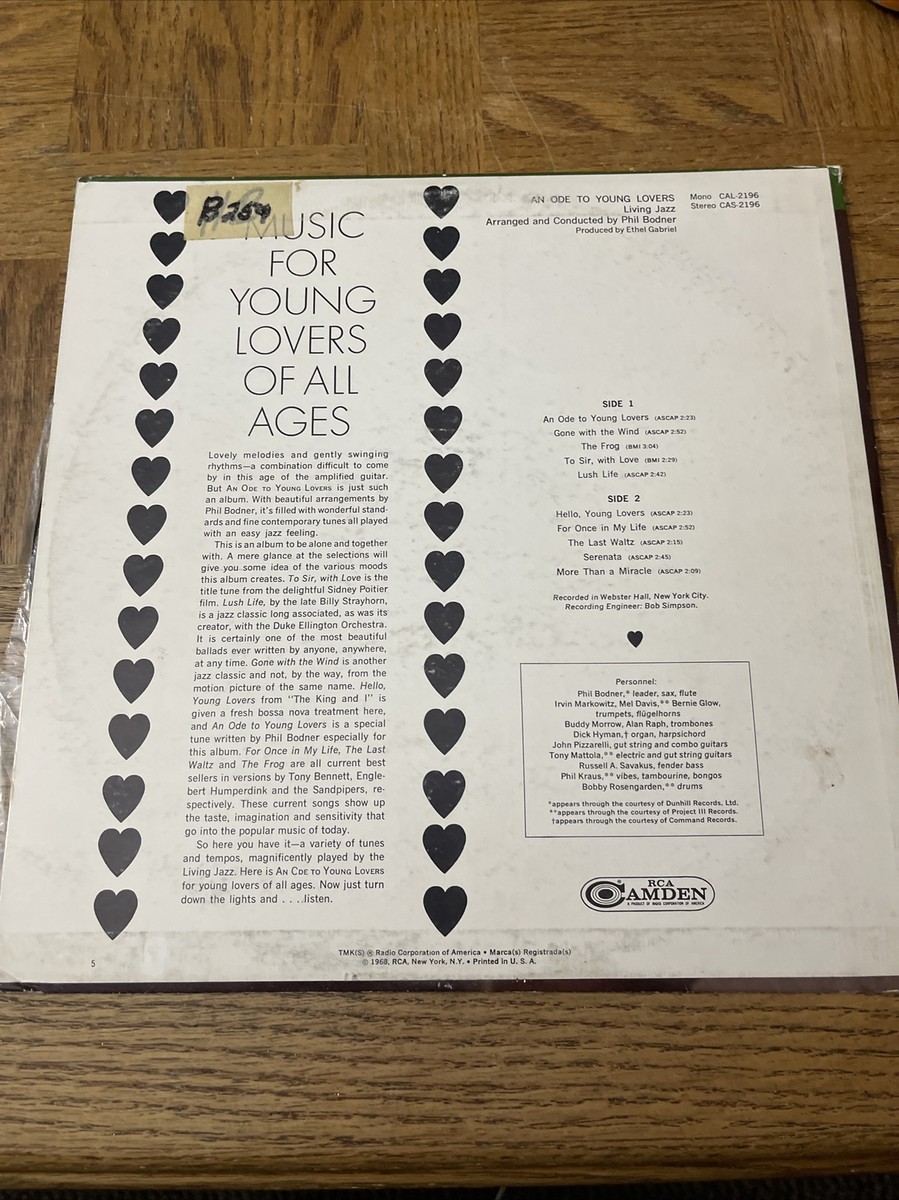 B-264
MUSIC
FOR
YOUNG
LOVERS
OF ALL
AGES
Lovely melodies and gently swinging
rhythms—a combination difficult to come
by in this age of the amplified guitar.
But AN ODE TO YOUNG LOVERS is just such
an album. With beautiful arrangements by
Phil Bodner, it's filled with wonderful stand-
ards and fine contemporary tunes all played
with an easy jazz feeling.
This is an album to be alone and together
with. A mere glance at the selections will
give you some idea of the various moods
this album creates. To Sir, with Love is the
title tune from the delightful Sidney Poitier
film. Lush Life, by the late Billy Strayhorn,
is a jazz classic long associated, as was its
creator, with the Duke Ellington Orchestra.
It is certainly one of the most beautiful
ballads ever written by anyone, anywhere,
at any time. Gone with the Wind is another
jazz classic and not, by the way, from the
motion picture of the same name. Hello,
Young Lovers from "The King and I" is
given a fresh bossa nova treatment here,
and An Ode to Young Lovers is a special
tune written by Phil Bodner especially for
this album. For Once in My Life, The Last
Waltz and The Frog are all current best
sellers in versions by Tony Bennett, Engle-
bert Humperdink and the Sandpipers, re-
spectively. These current songs show up
the taste, imagination and sensitivity that
go into the popular music of today.
So here you have it—a variety of tunes
and tempos, magnificently played by the
Living Jazz. Here is AN ODE TO YOUNG LOVERS
for young lovers of all ages. Now just turn
down the lights and . . . .listen.
AN ODE TO YOUNG LOVERS Mono CAL-2196
Living Jazz Stereo CAS-2196
Arranged and Conducted by Phil Bodner
Produced by Ethel Gabriel
SIDE 1
An Ode to Young Lovers (ASCAP 2:23)
Gone with the Wind (ASCAP 2:52)
The Frog (BMI 3:04)
To Sir, with Love (BMI 2:29)
Lush Life (ASCAP 2:42)
SIDE 2
Hello, Young Lovers (ASCAP 2:23)
For Once in My Life (ASCAP 2:52)
The Last Waltz (ASCAP 2:15)
Serenata (ASCAP 2:45)
More Than a Miracle (ASCAP 2:09)
Recorded in Webster Hall, New York City.
Recording Engineer: Bob Simpson.
Personnel:
Phil Bodner,* leader, sax, flute
Irvin Markowitz, Mel Davis,** Bernie Glow,
trumpets, flügelhorns
Buddy Morrow, Alan Raph, trombones
Dick Hyman,† organ, harpsichord
John Pizzarelli, gut string and combo guitars
Tony Mattola,** electric and gut string guitars
Russell A. Savakus, fender bass
Phil Kraus,** vibes, tambourine, bongos
Bobby Rosengarden,** drums
*appears through the courtesy of Dunhill Records, Ltd.
**appears through the courtesy of Project III Records.
†appears through the courtesy of Command Records.
RCA
CAMDEN
A PRODUCT OF RADIO CORPORATION OF AMERICA
TMK(S) ® Radio Corporation of America • Marca(s) Registrada(s)
© 1968, RCA, New York, N.Y. • Printed in U. S. A.
5